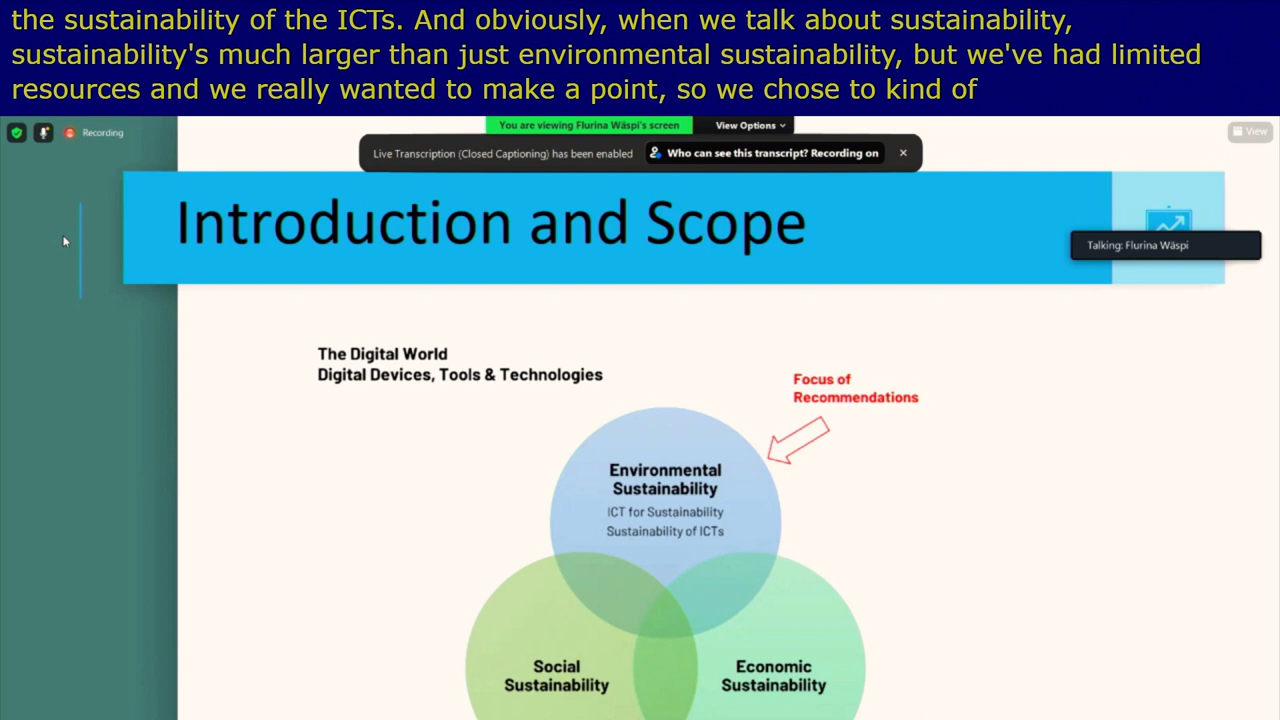 the sustainability of the ICTs. And obviously, when we talk about sustainability,
sustainability's much larger than just environmental sustainability, but we've had limited
resources and we really wanted to make a point, so we chose to kind of
Recording
You are viewing Flurina Wäspi's screen
View Options
View
Live Transcription (Closed Captioning) has been enabled
Who can see this transcript? Recording on
Introduction and Scope
Talking: Flurina Wäspi
The Digital World
Digital Devices, Tools & Technologies
Focus of
Recommendations
Environmental
Sustainability
ICT for Sustainability
Sustainability of ICTs
Social
Sustainability
Economic
Sustainability